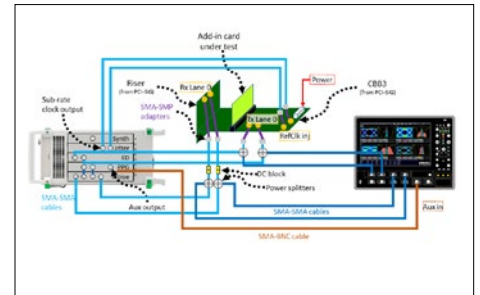 Add-in card
under test
Riser
(from PCI-SIG)
Rx Lane 0
Power
CBB3
(from PCI-SIG)
Sub-rate
clock output
SMA-SMP
adapters
Tx Lane 0
RefClk in
Synth
Jitter
ED
PPG
DC block
Power splitters
SMA-SMA
cables
Aux output
SMA-SMA cables
Aux in
SMA-BNC cable